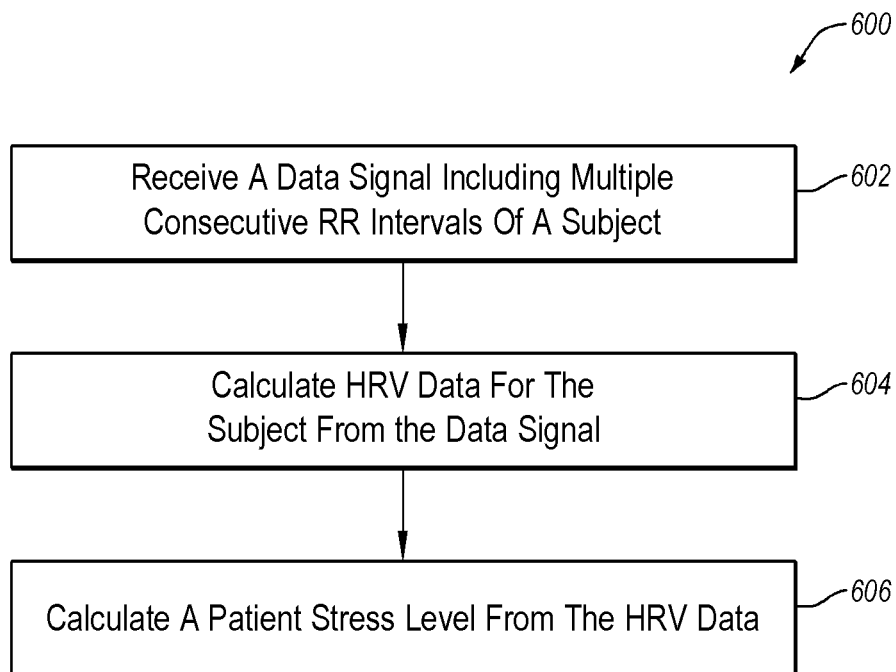 600
Receive A Data Signal Including Multiple
Consecutive RR Intervals Of A Subject
602
Calculate HRV Data For The
Subject From the Data Signal
604
Calculate A Patient Stress Level From The HRV Data
606